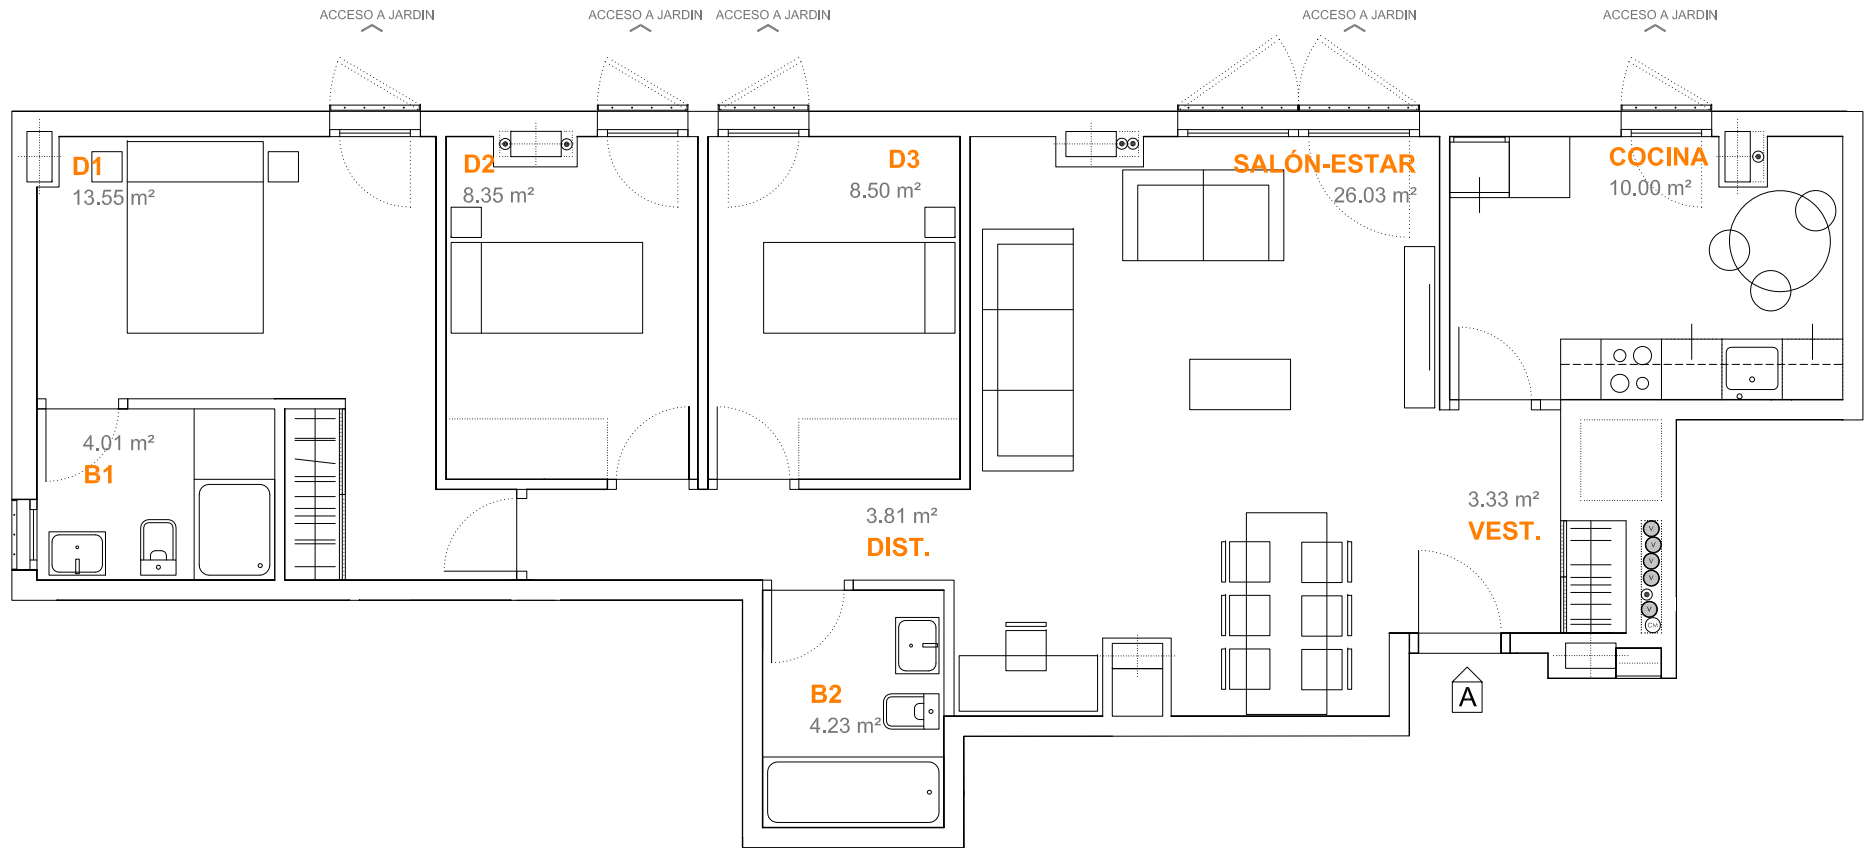 ACCESO A JARDIN
ACCESO A JARDIN
ACCESO A JARDIN
ACCESO A JARDIN
ACCESO A JARDIN
D1
13.55 m²
D2
8.35 m²
D3
8.50 m²
SALÓN-ESTAR
26.03 m²
COCINA
10.00 m²
4.01 m²
B1
3.81 m²
DIST.
3.33 m²
VEST.
B2
4.23 m²
V
V
V
V
V
CM
A